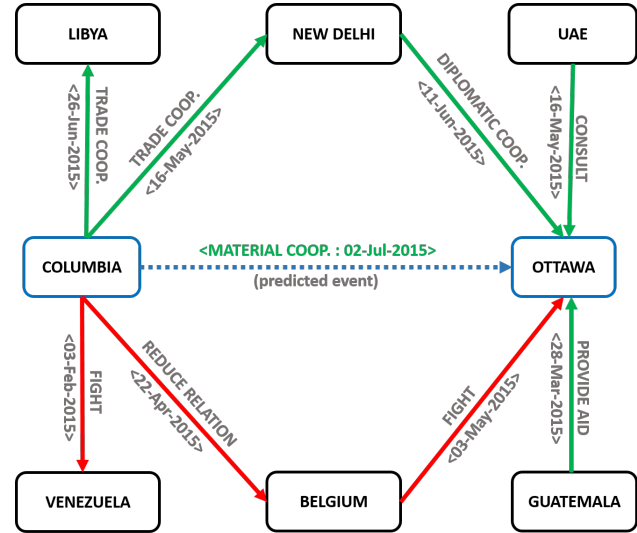 LIBYA
NEW DELHI
UAE
TRADE COOP.
<26-Jun-2015>
TRADE COOP.
<16-May-2015>
DIPLOMATIC COOP.
<11-Jun-2015>
CONSULT
<16-May-2015>
COLUMBIA
<MATERIAL COOP. : 02-Jul-2015>
(predicted event)
OTTAWA
FIGHT
<03-Feb-2015>
REDUCE RELATION
<22-Apr-2015>
FIGHT
<03-May-2015>
PROVIDE AID
<28-Mar-2015>
VENEZUELA
BELGIUM
GUATEMALA